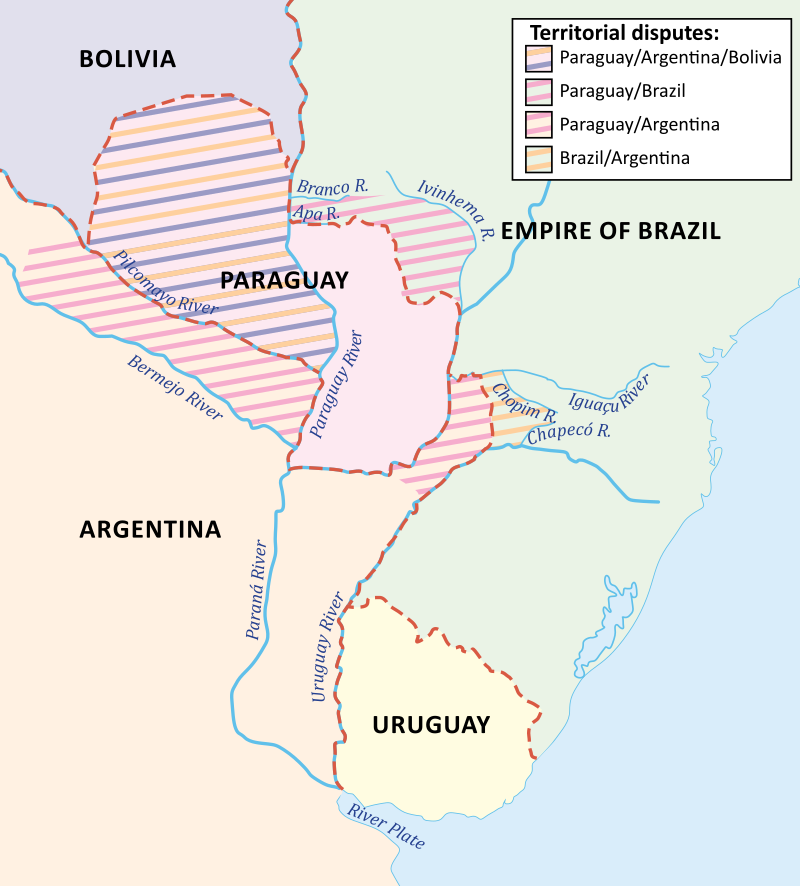 Territorial disputes:
Paraguay/Argentina/Bolivia
Paraguay/Brazil
Paraguay/Argentina
Brazil/Argentina
BOLIVIA
Branco R.
Ivinhema R.
Apa R.
EMPIRE OF BRAZIL
Pilcomayo River
PARAGUAY
Paraguay River
Bermejo River
Chopim R.
Iguaçu River
Chapecó R.
ARGENTINA
Paraná River
Uruguay River
URUGUAY
River Plate